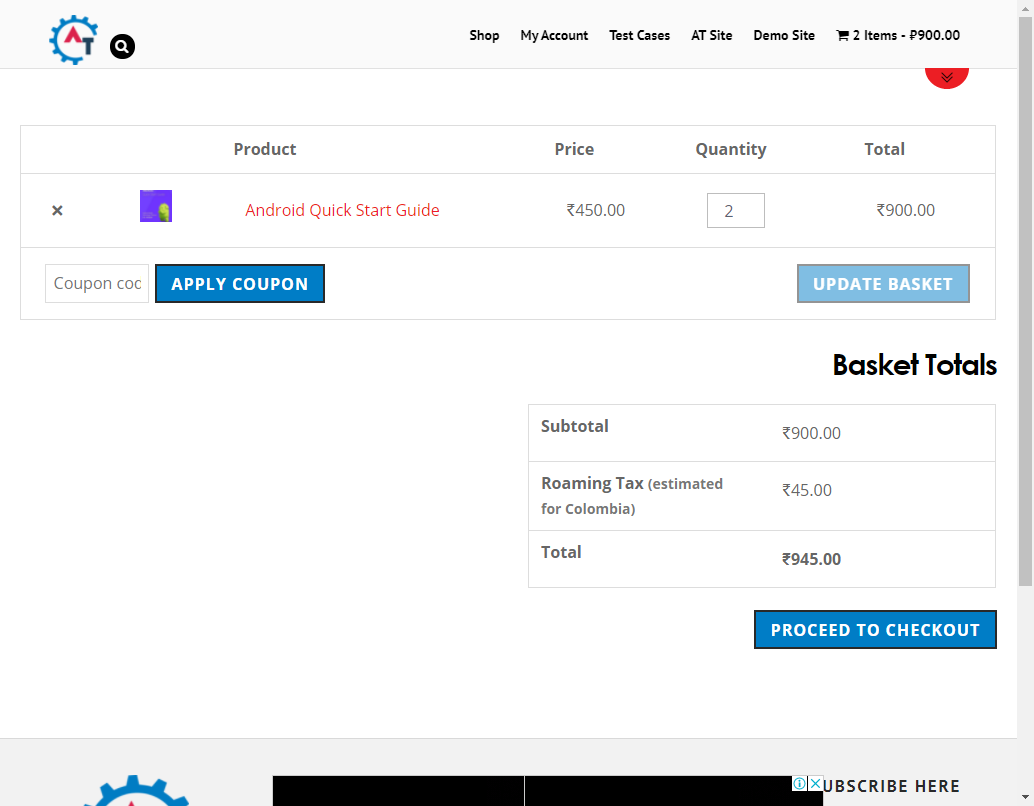 AT
Shop My Account Test Cases AT Site Demo Site 2 Items - ₽900.00
Product Price Quantity Total
× Android Quick Start Guide ₹450.00 2 ₹900.00
Coupon cod APPLY COUPON UPDATE BASKET
Basket Totals
Subtotal ₹900.00
Roaming Tax (estimated for Colombia) ₹45.00
Total ₹945.00
PROCEED TO CHECKOUT
UBSCRIBE HERE